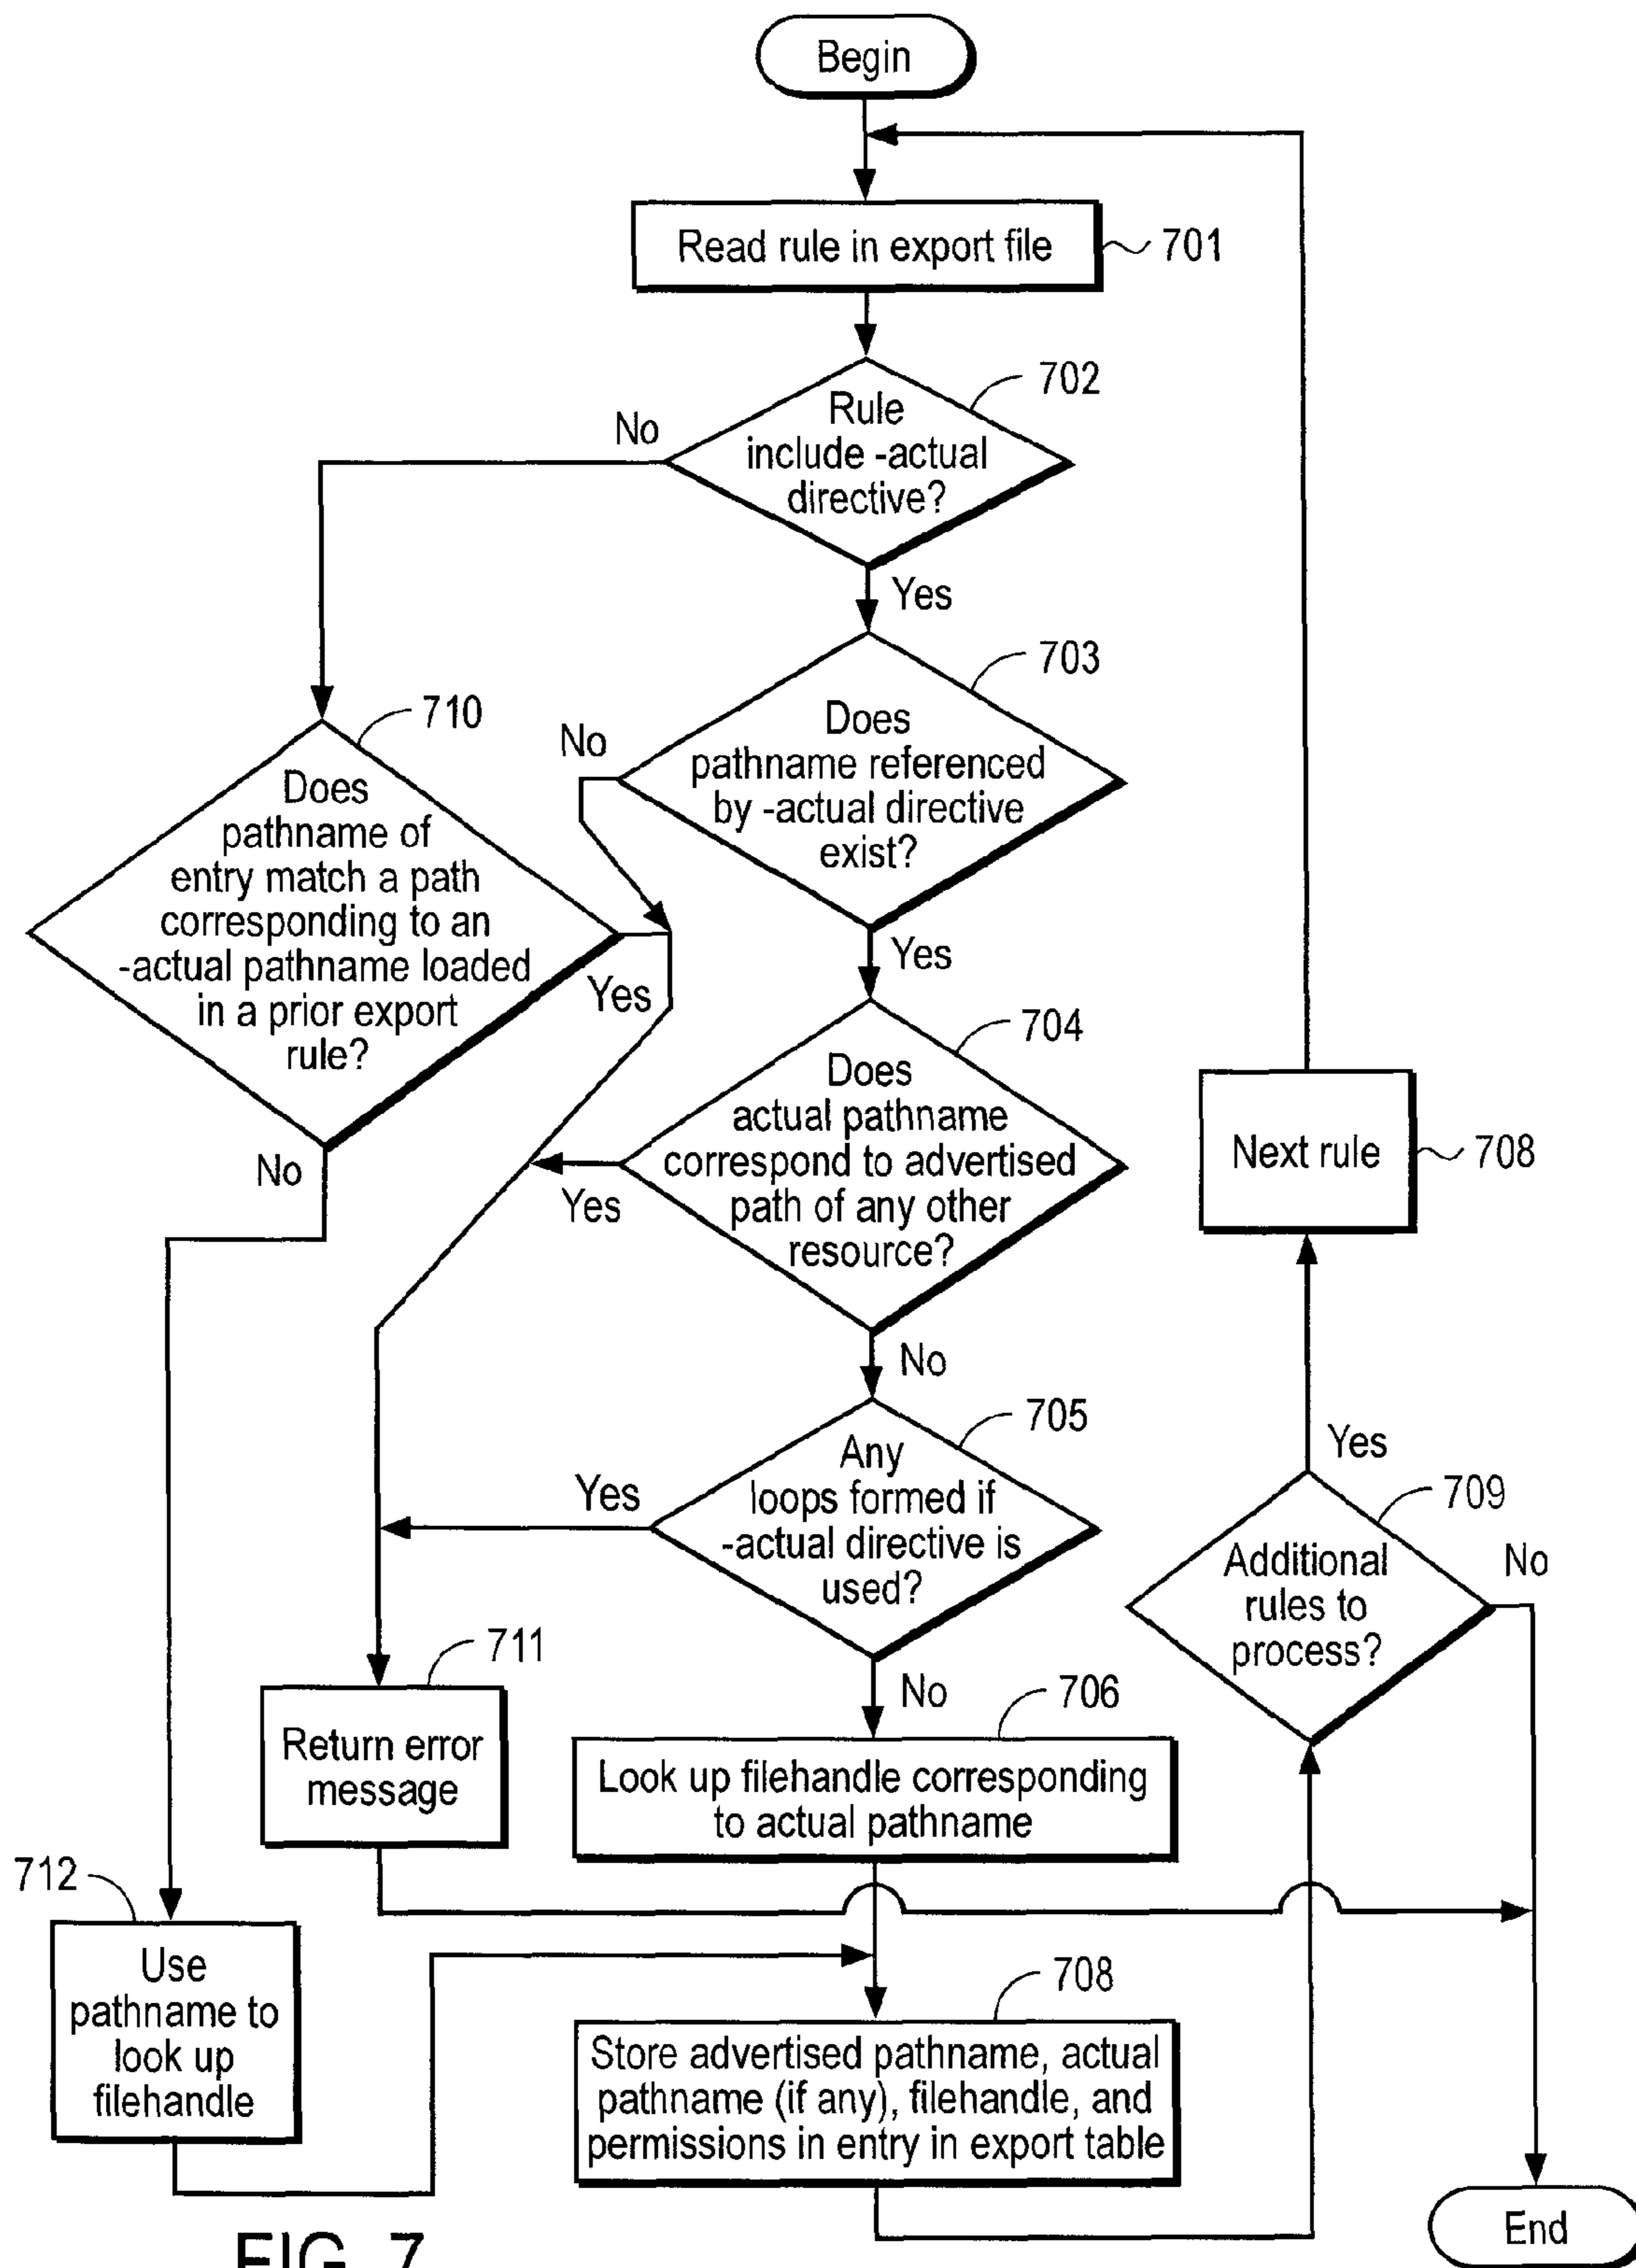 Begin
Read rule in export file
701
702
Rule
include -actual
directive?
No
Yes
703
Does
pathname referenced
by -actual directive
exist?
No
Yes
710
Does
pathname of
entry match a path
corresponding to an
-actual pathname loaded
in a prior export
rule?
Yes
No
704
Does
actual pathname
correspond to advertised
path of any other
resource?
Yes
No
Next rule
708
705
Any
loops formed if
-actual directive is
used?
Yes
No
Yes
709
Additional
rules to
process?
No
711
Return error
message
706
Look up filehandle corresponding
to actual pathname
712
Use
pathname to
look up
filehandle
708
Store advertised pathname, actual
pathname (if any), filehandle, and
permissions in entry in export table
End
FIG. 7